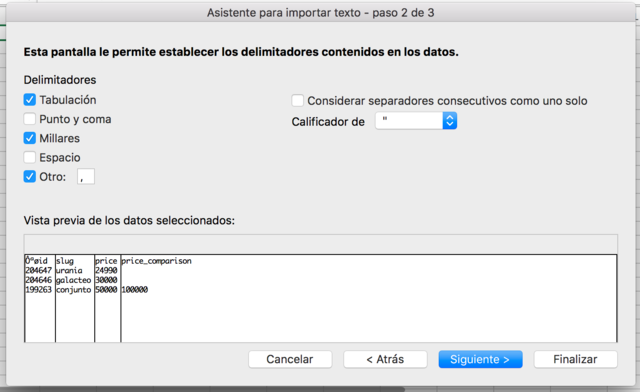 Asistente para importar texto - paso 2 de 3
Esta pantalla le permite establecer los delimitadores contenidos en los datos.
Delimitadores
Tabulación
Considerar separadores consecutivos como uno solo
Punto y coma
Calificador de "
Millares
Espacio
Otro: ,
Vista previa de los datos seleccionados:
Ôªøid slug price price_comparison
204647 urania 24990
204646 galacteo 30000
199263 conjunto 50000 100000
Cancelar < Atrás Siguiente > Finalizar